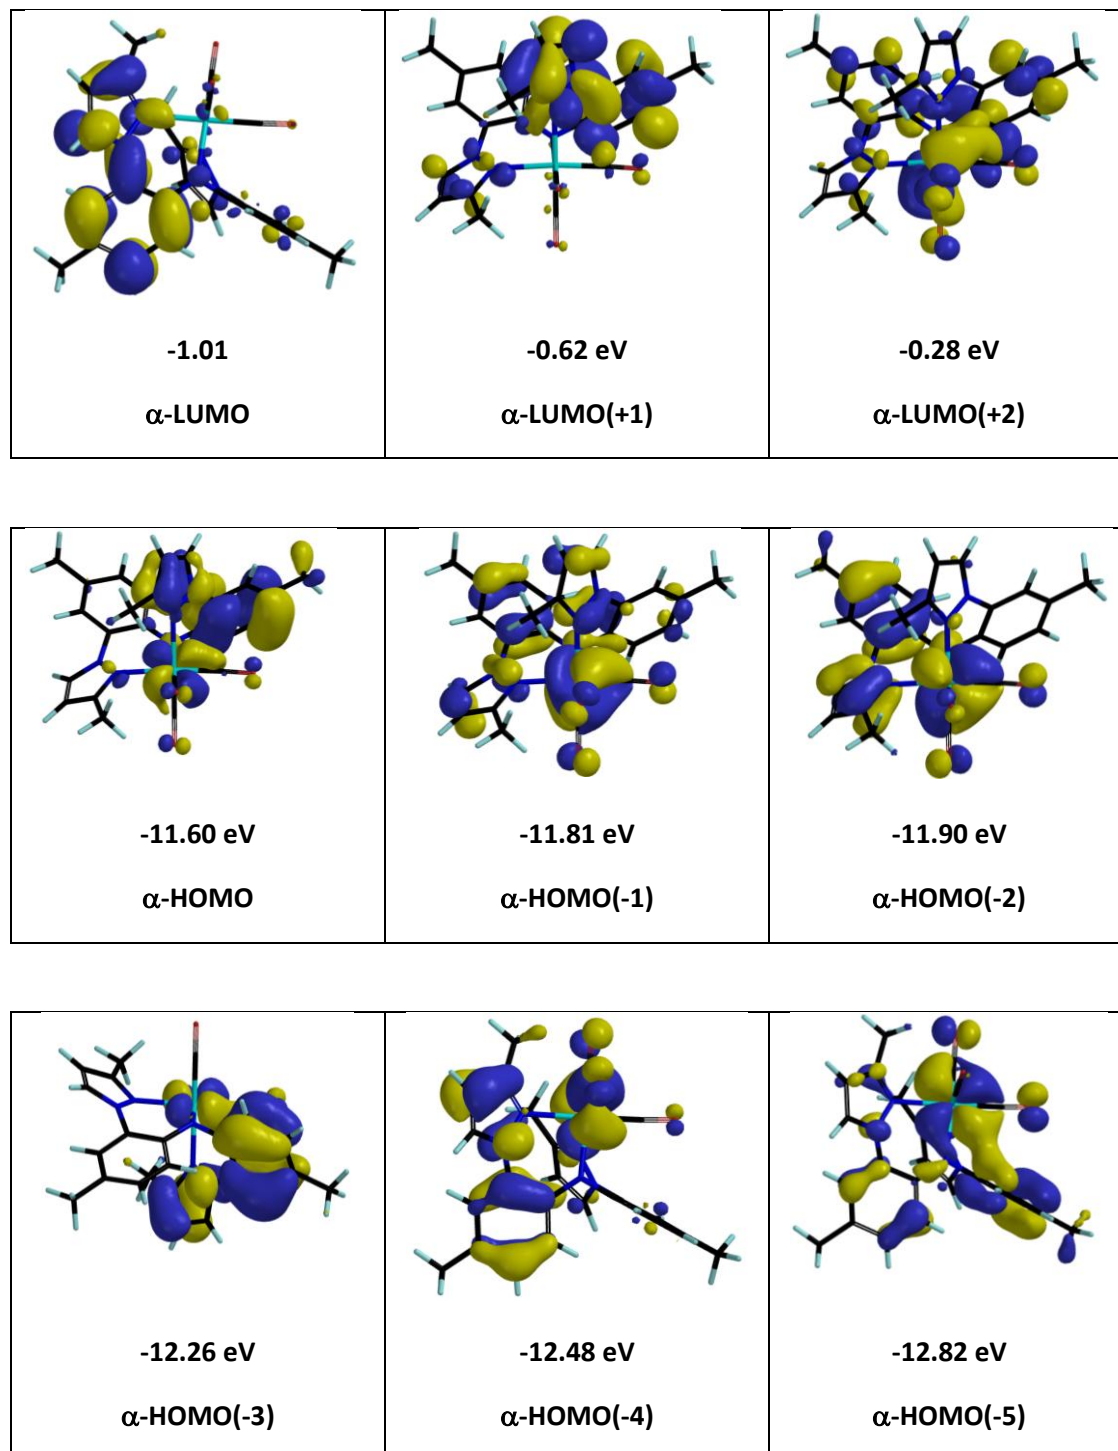 -1.01
-0.62 eV
-0.28 eV
α-LUMO
α-LUMO(+1)
α-LUMO(+2)
-11.60 eV
-11.81 eV
-11.90 eV
α-HOMO
α-HOMO(-1)
α-HOMO(-2)
-12.26 eV
-12.48 eV
-12.82 eV
α-HOMO(-3)
α-HOMO(-4)
α-HOMO(-5)